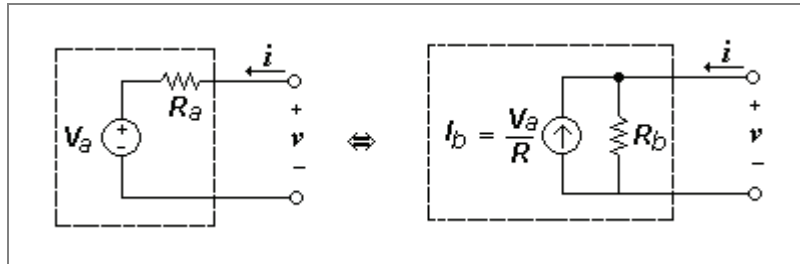 i
R_a
V_a
+
-
+
v
−
⇔
i
I_b = V_a/R
R_b
+
v
−